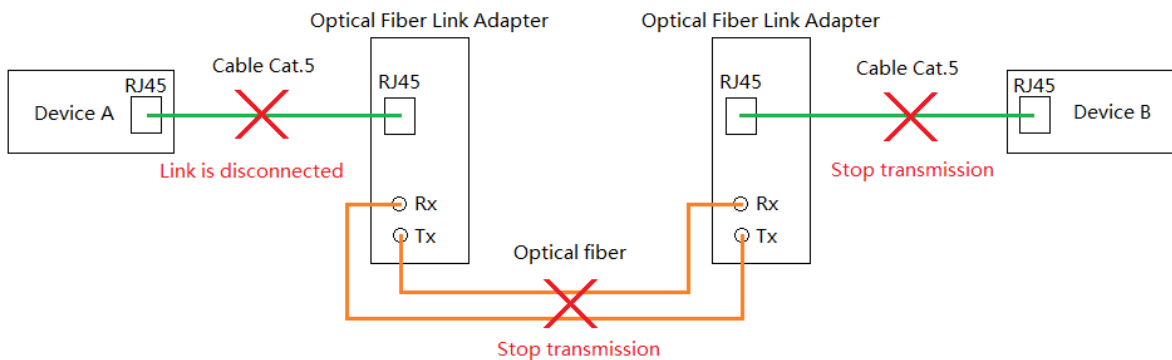 Optical Fiber Link Adapter
Optical Fiber Link Adapter
Cable Cat.5
Cable Cat.5
RJ45
RJ45
RJ45
RJ45
Device A
Device B
Link is disconnected
Stop transmission
Rx
Rx
Tx
Tx
Optical fiber
Stop transmission